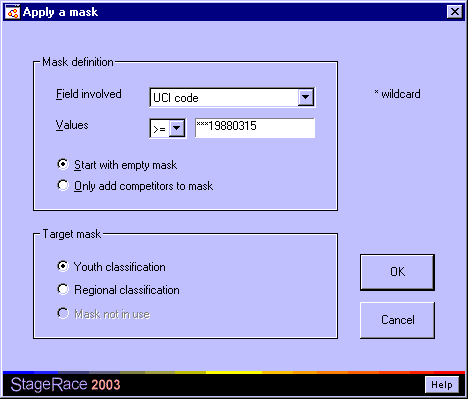 Apply a mask
Mask definition
Field involved
UCI code
* wildcard
Values
>=
***19880315
Start with empty mask
Only add competitors to mask
Target mask
Youth classification
Regional classification
Mask not in use
OK
Cancel
StageRace 2003
Help